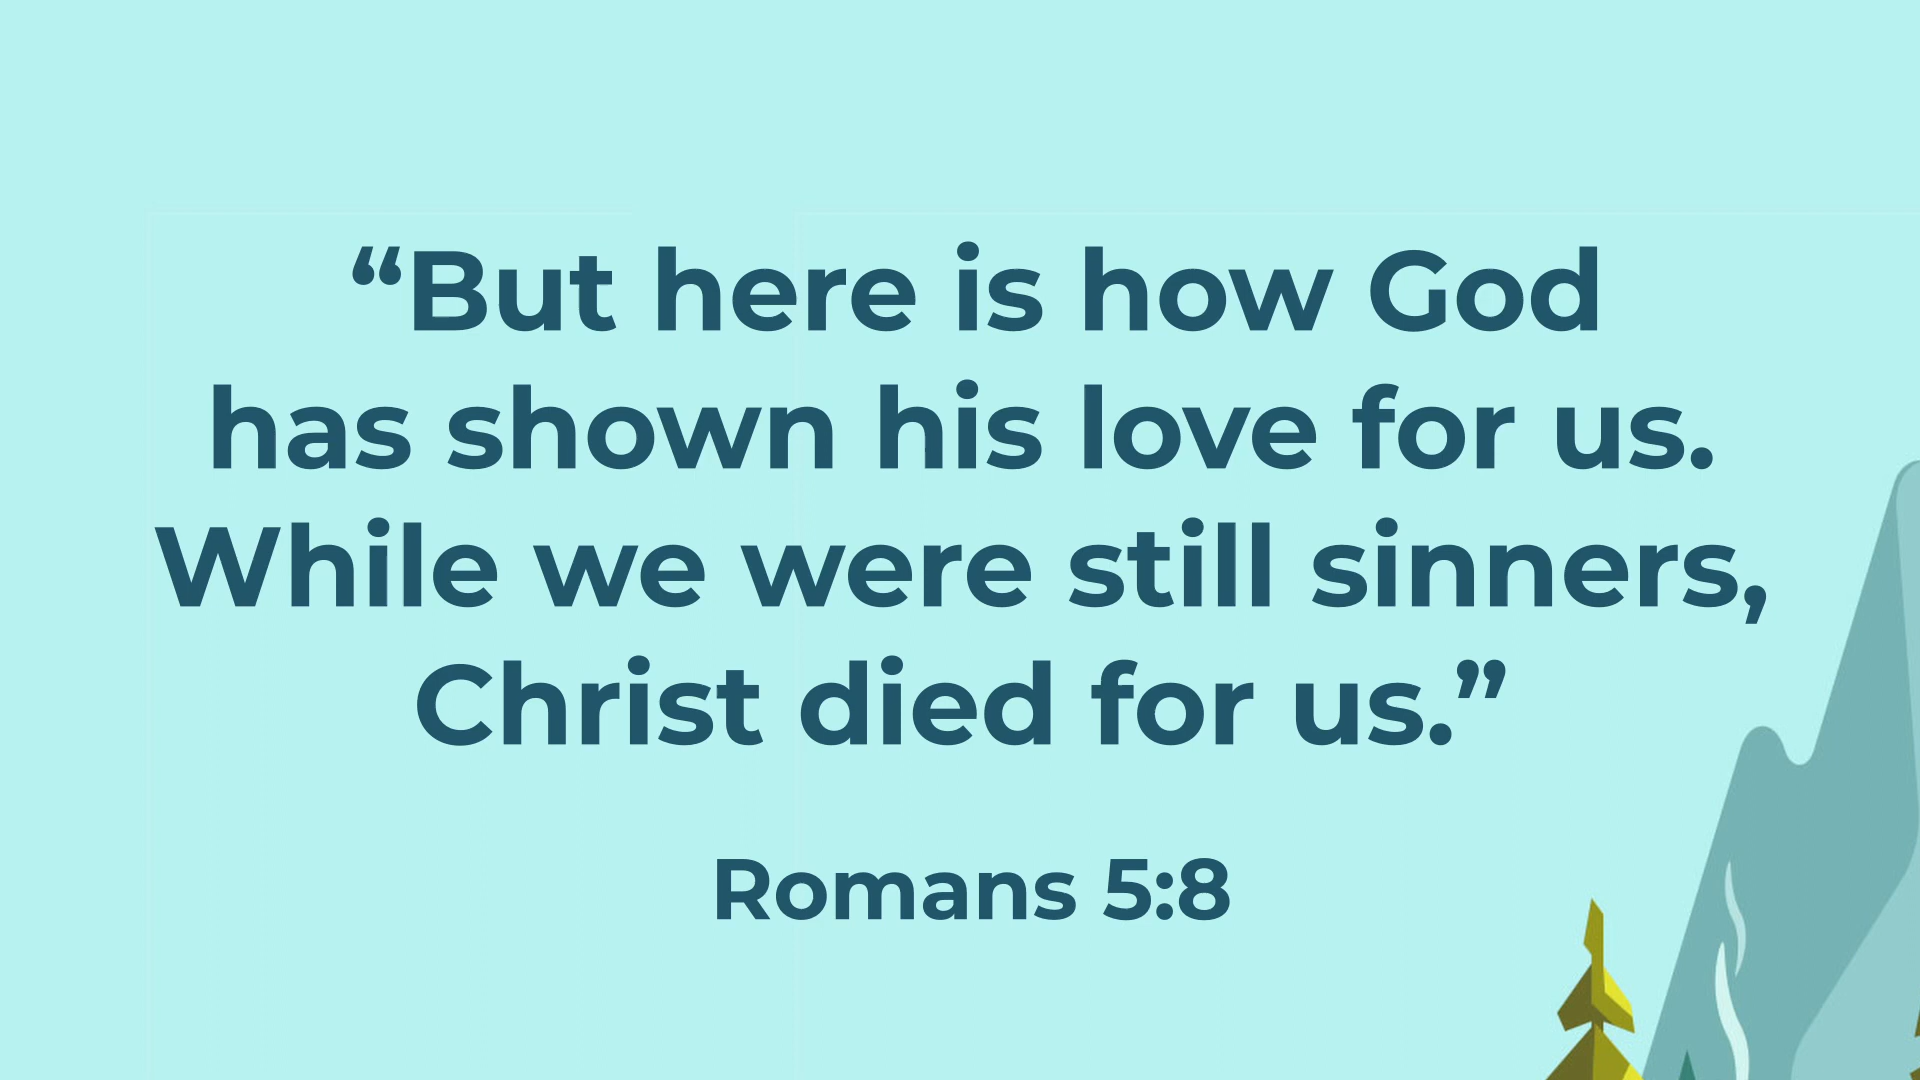 “But here is how God
has shown his love for us.
While we were still sinners,
Christ died for us.”
Romans 5:8